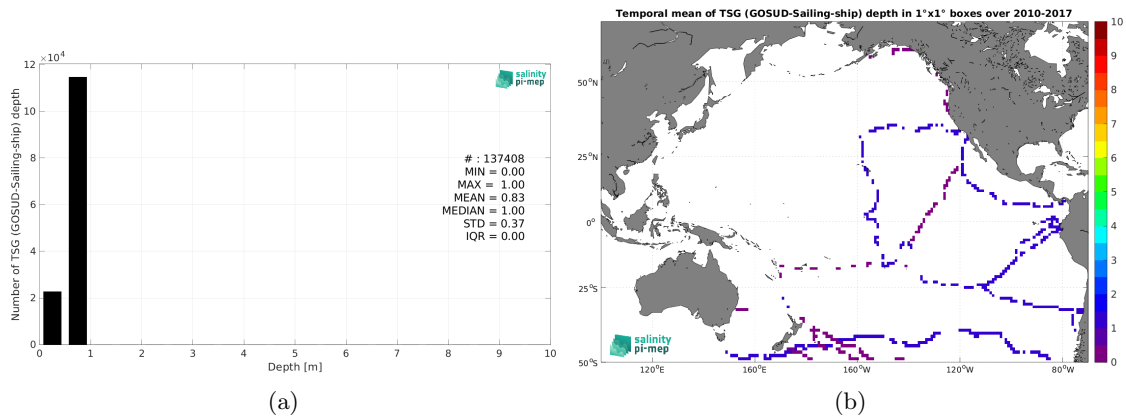 ×10⁴
12
10
8
6
4
2
0
Number of TSG (GOSUD-Sailing-ship) depth
salinity
pi-mep
# : 137408
MIN = 0.00
MAX = 1.00
MEAN = 0.83
MEDIAN = 1.00
STD = 0.37
IQR = 0.00
0 1 2 3 4 5 6 7 8 9 10
Depth [m]
(a)
Temporal mean of TSG (GOSUD-Sailing-ship) depth in 1°x1° boxes over 2010-2017
50°N
25°N
0°
25°S
50°S
salinity
pi-mep
120°E 160°E 160°W 120°W 80°W
10
9
8
7
6
5
4
3
2
1
0
(b)